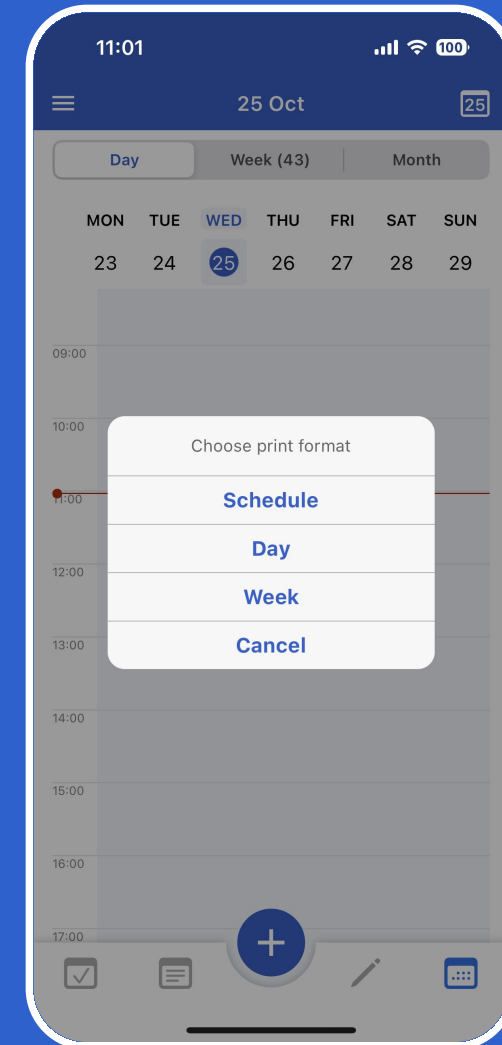 11:01 100
25 Oct 25
Day Week (43) Month
MON TUE WED THU FRI SAT SUN
23 24 25 26 27 28 29
09:00
10:00
Choose print format
11:00
Schedule
Day
12:00
Week
13:00
Cancel
14:00
15:00
16:00
17:00